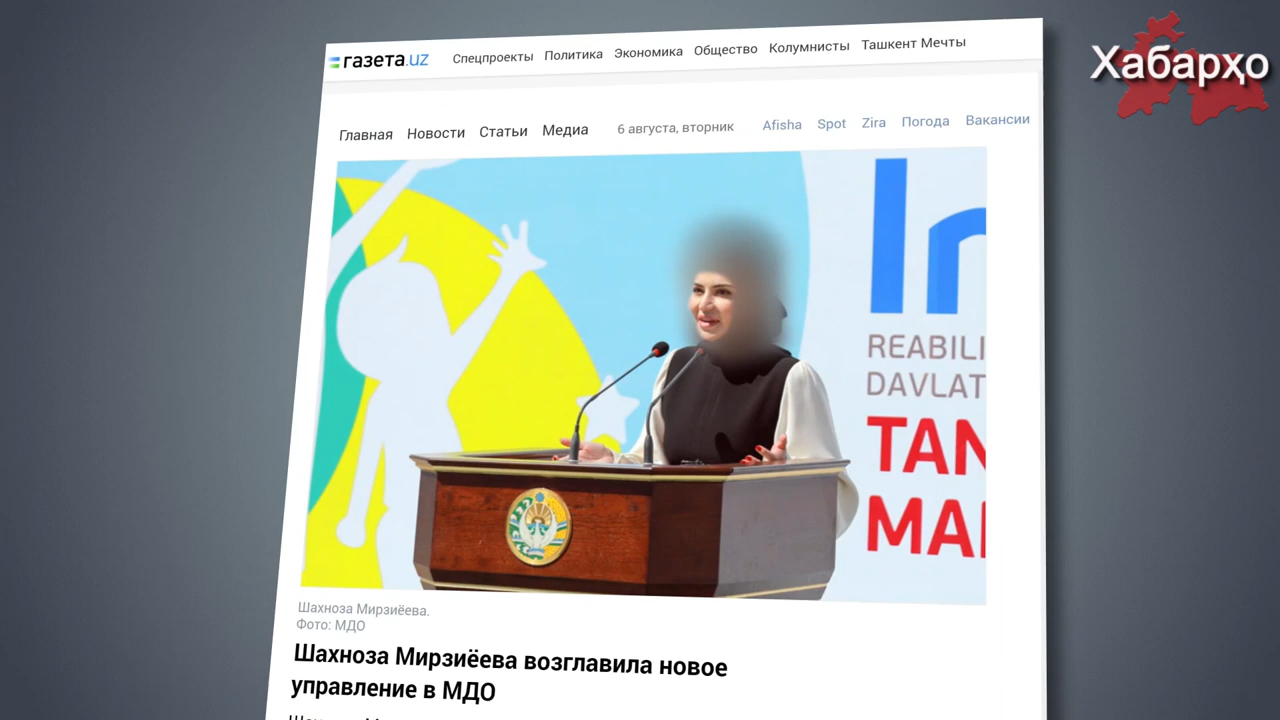 Хабарҳо
газета.uz Спецпроекты Политика Экономика Общество Колумнисты Ташкент Мечты
Главная Новости Статьи Медиа 6 августа, вторник Afisha Spot Zira Погода Вакансии
REABILI
DAVLAT
TAN
MA
Шахноза Мирзиёева.
Фото: МДО
Шахноза Мирзиёева возглавила новое
управление в МДО